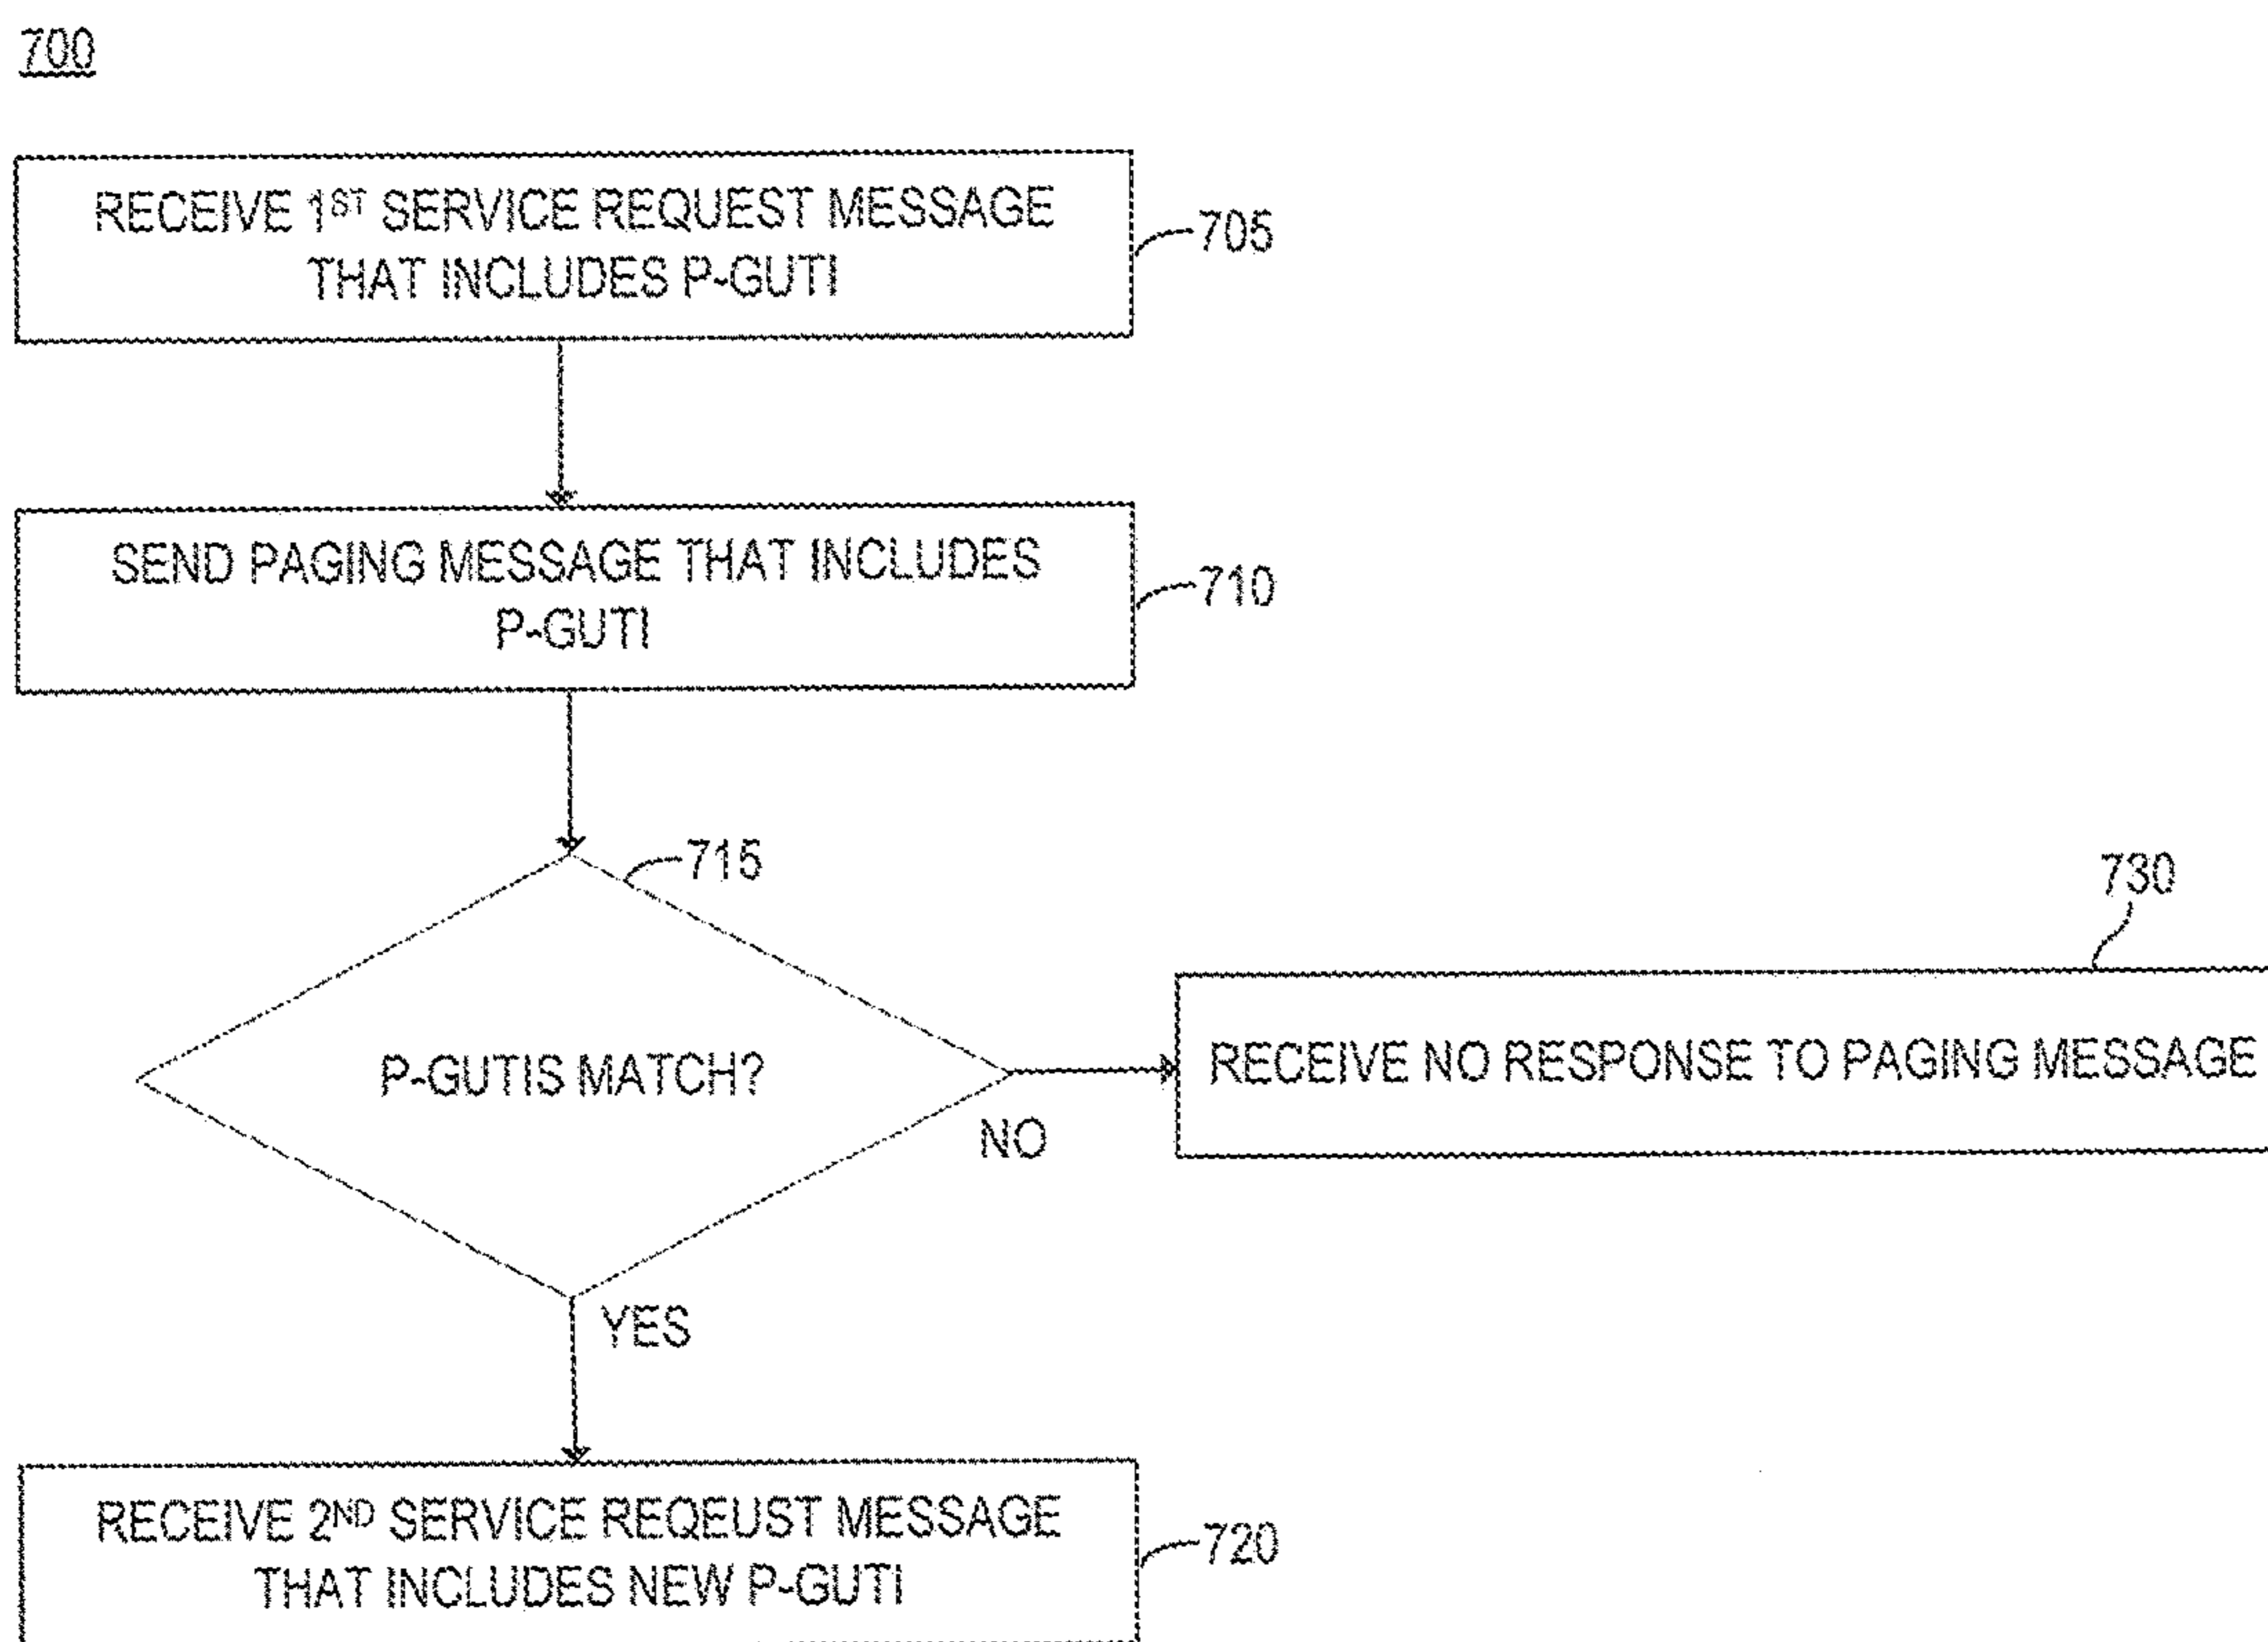 700
RECEIVE 1ST SERVICE REQUEST MESSAGE
THAT INCLUDES P-GUTI
705
SEND PAGING MESSAGE THAT INCLUDES
P-GUTI
710
715
P-GUTIS MATCH?
NO
730
RECEIVE NO RESPONSE TO PAGING MESSAGE
YES
RECEIVE 2ND SERVICE REQEUST MESSAGE
THAT INCLUDES NEW P-GUTI
720